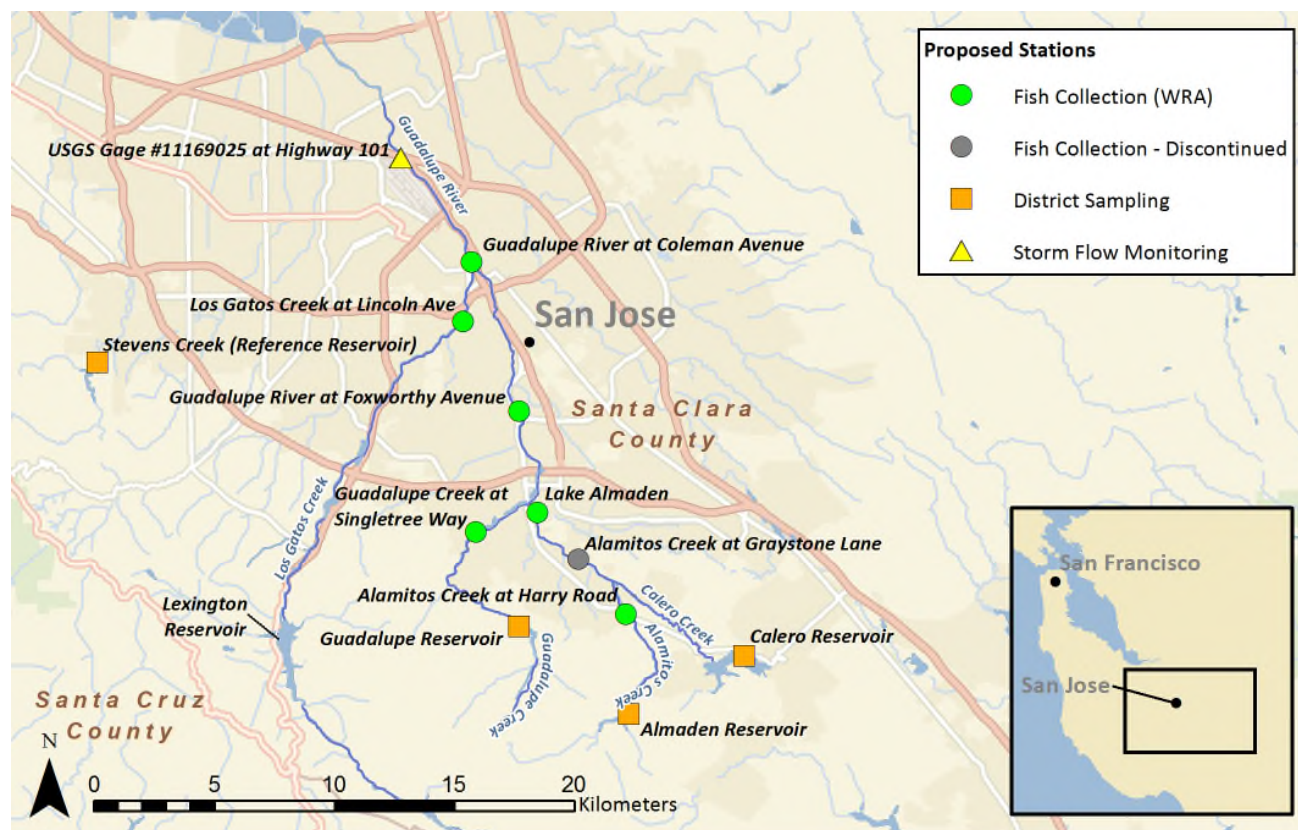 Proposed Stations
Fish Collection (WRA)
Fish Collection - Discontinued
District Sampling
Storm Flow Monitoring
Guadalupe River
USGS Gage #11169025 at Highway 101
Guadalupe River at Coleman Avenue
Los Gatos Creek at Lincoln Ave
San Jose
Stevens Creek (Reference Reservoir)
Guadalupe River at Foxworthy Avenue
Santa Clara
County
Los Gatos Creek
Guadalupe Creek at
Singletree Way
Lake Almaden
Alamitos Creek at Graystone Lane
Alamitos Creek at Harry Road
Calero Creek
Lexington
Reservoir
Guadalupe Reservoir
Guadalupe Creek
Alamitos Creek
Calero Reservoir
Almaden Reservoir
Santa Cruz
County
N
0 5 10 15 20
Kilometers
San Francisco
San Jose